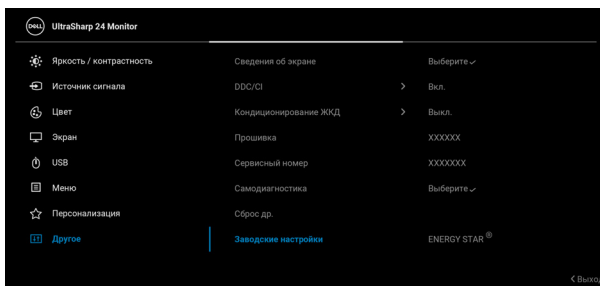 DELL UltraSharp 24 Monitor
Яркость / контрастность Сведения об экране Выберите ✓
Источник сигнала DDC/CI > Вкл.
Цвет Кондиционирование ЖКД > Выкл.
Экран Прошивка XXXXXX
USB Сервисный номер XXXXXXX
Меню Самодиагностика Выберите ✓
Персонализация Сброс др.
Другое Заводские настройки ENERGY STAR ®
< Выход